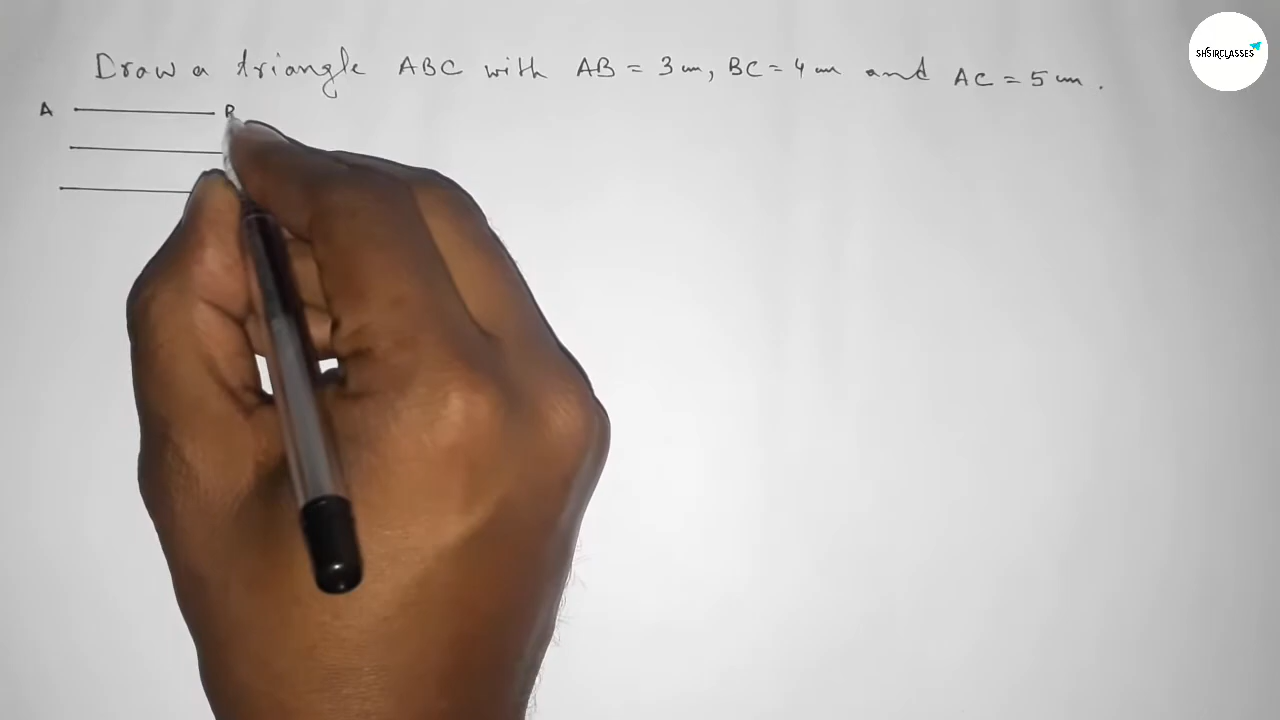 SHSIRCLASSES
Draw a triangle ABC with AB = 3 cm, BC = 4 cm and AC = 5 cm.
A B